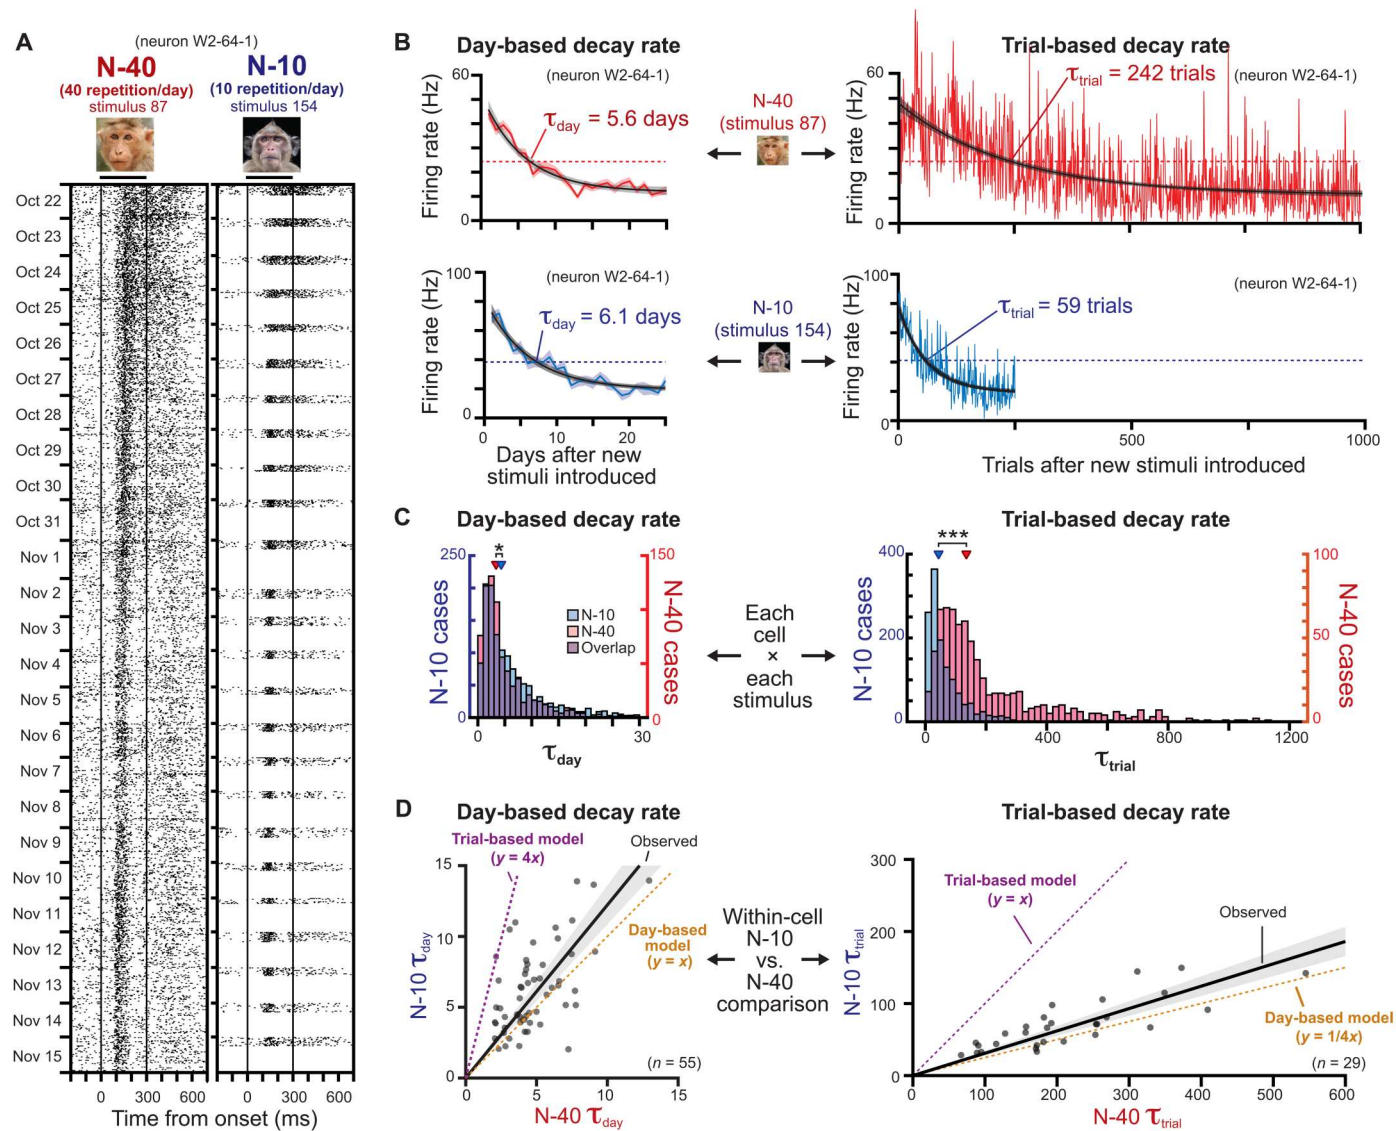 A
(neuron W2-64-1)
N-40
(40 repetition/day)
stimulus 87
N-10
(10 repetition/day)
stimulus 154
Oct 22
Oct 23
Oct 24
Oct 25
Oct 26
Oct 27
Oct 28
Oct 29
Oct 30
Oct 31
Nov 1
Nov 2
Nov 3
Nov 4
Nov 5
Nov 6
Nov 7
Nov 8
Nov 9
Nov 10
Nov 11
Nov 12
Nov 13
Nov 14
Nov 15
0 300 600 0 300 600
Time from onset (ms)
B
Day-based decay rate
Trial-based decay rate
60
0
Firing rate (Hz)
(neuron W2-64-1)
τday = 5.6 days
N-40
(stimulus 87)
60
0
Firing rate (Hz)
τtrial = 242 trials
(neuron W2-64-1)
100
0
Firing rate (Hz)
(neuron W2-64-1)
τday = 6.1 days
0 10 20
Days after new
stimuli introduced
N-10
(stimulus 154)
100
0
Firing rate (Hz)
τtrial = 59 trials
(neuron W2-64-1)
0 500 1000
Trials after new stimuli introduced
C
Day-based decay rate
Trial-based decay rate
250
0
N-10 cases
*
N-10
N-40
Overlap
150
0
N-40 cases
0 30
τday
Each
cell
×
each
stimulus
400
200
0
N-10 cases
***
100
50
0
N-40 cases
0 400 800 1200
τtrial
D
Day-based decay rate
Trial-based decay rate
Trial-based model
(y = 4x)
Observed
Day-based
model
(y = x)
15
10
5
0
N-10 τday
(n = 55)
0 5 10 15
N-40 τday
Within-cell
N-10
vs.
N-40
comparison
300
200
100
0
N-10 τtrial
Trial-based model
(y = x)
Observed
Day-based model
(y = 1/4x)
(n = 29)
0 100 200 300 400 500 600
N-40 τtrial